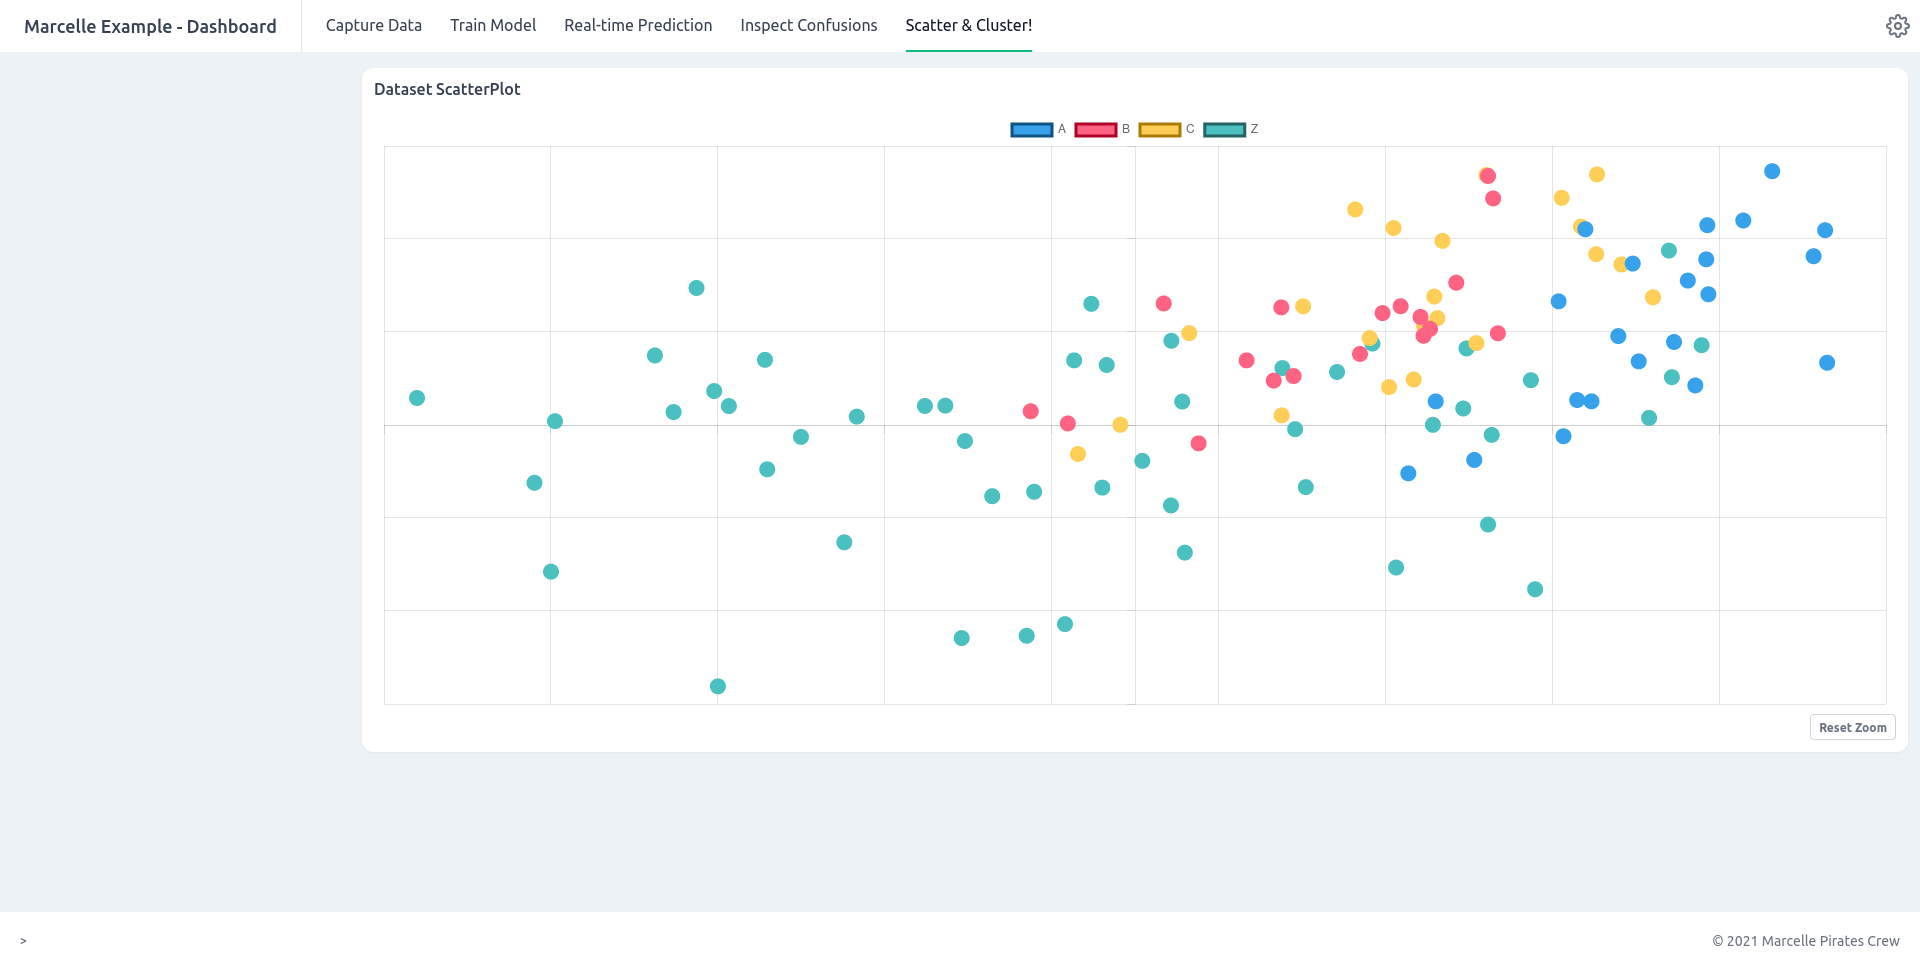 Marcelle Example - Dashboard
Capture Data
Train Model
Real-time Prediction
Inspect Confusions
Scatter & Cluster!
Dataset ScatterPlot
A B C Z
Reset Zoom
>
© 2021 Marcelle Pirates Crew